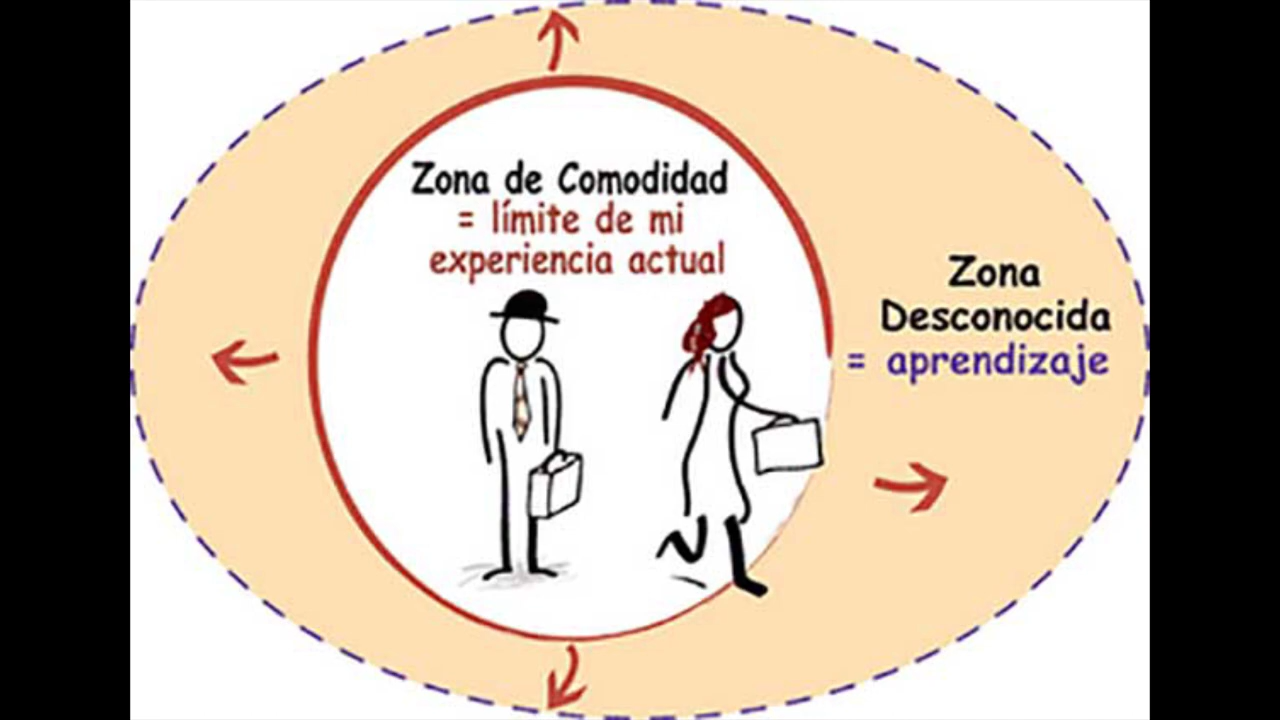 Zona de Comodidad
= límite de mi
experiencia actual
Zona
Desconocida
= aprendizaje